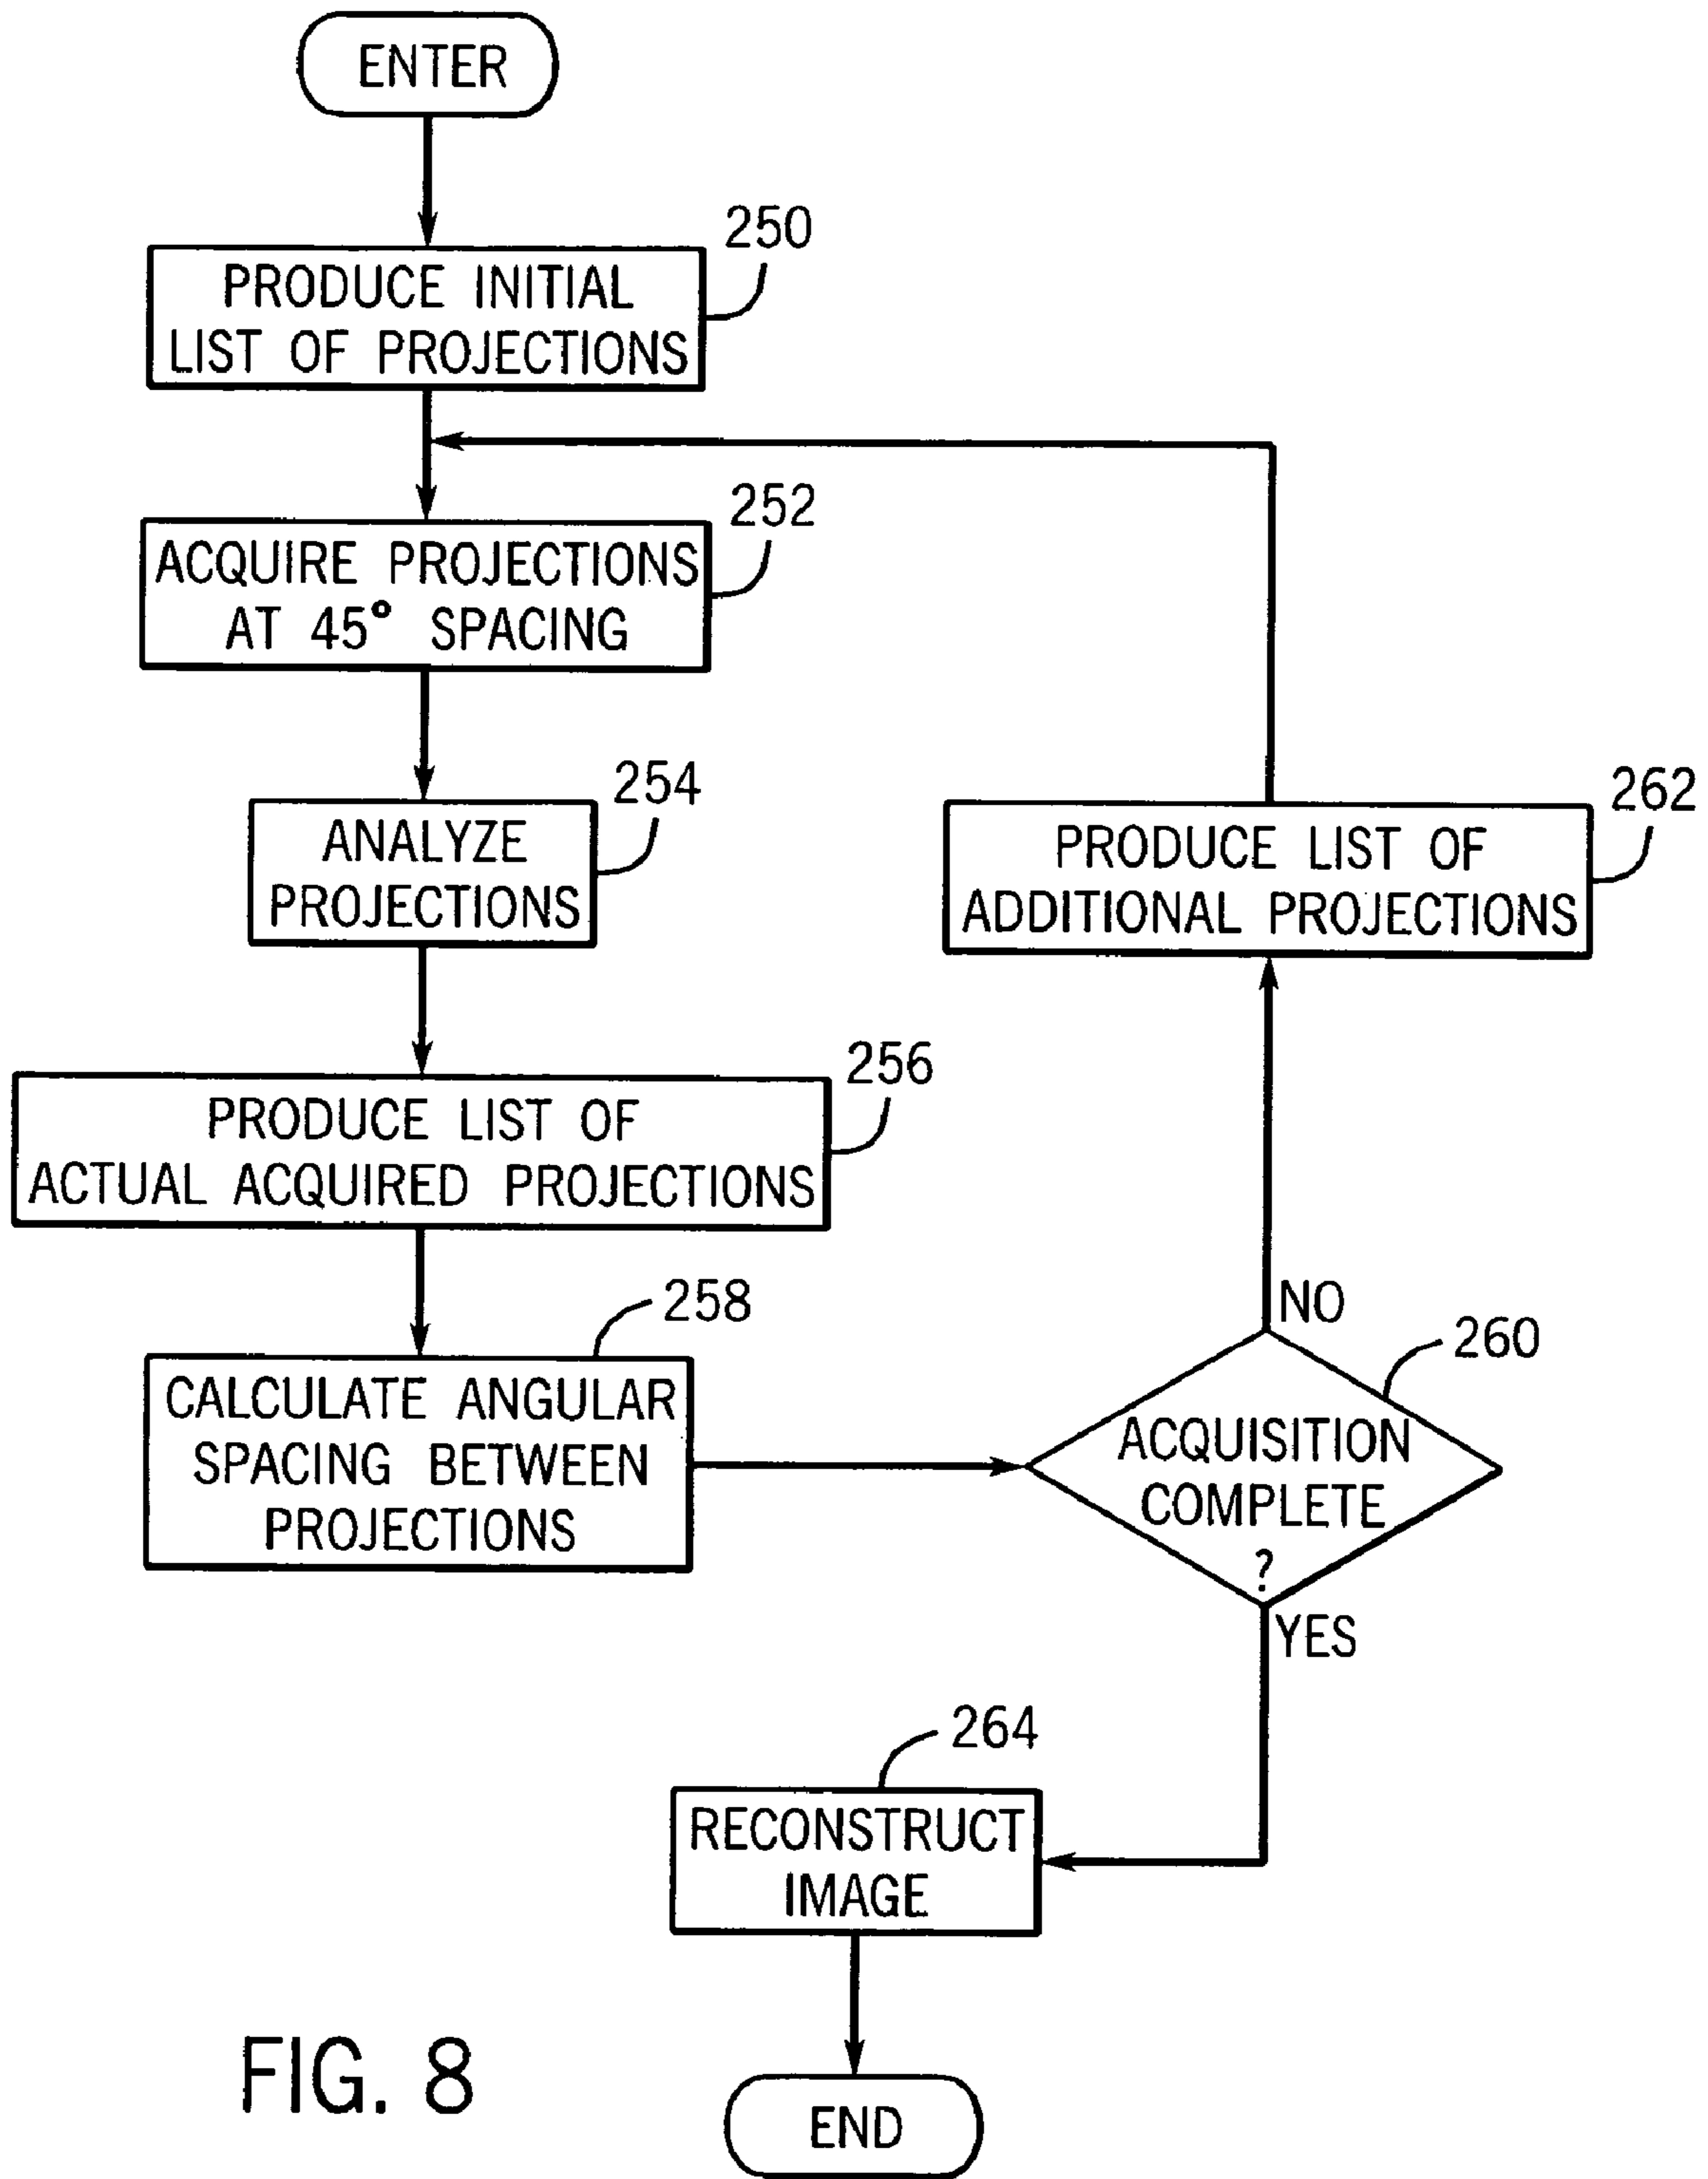 ENTER
250
PRODUCE INITIAL
LIST OF PROJECTIONS
252
ACQUIRE PROJECTIONS
AT 45° SPACING
254
ANALYZE
PROJECTIONS
262
PRODUCE LIST OF
ADDITIONAL PROJECTIONS
256
PRODUCE LIST OF
ACTUAL ACQUIRED PROJECTIONS
258
CALCULATE ANGULAR
SPACING BETWEEN
PROJECTIONS
NO
260
ACQUISITION
COMPLETE
?
YES
264
RECONSTRUCT
IMAGE
END
FIG. 8